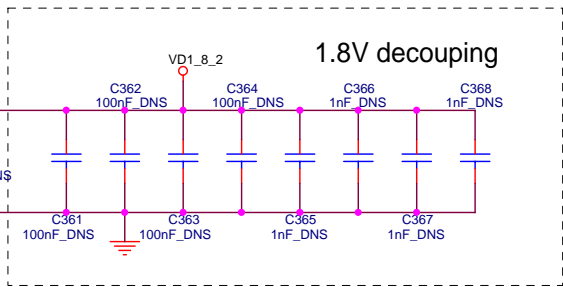 1.8V decouping
VD1_8_2
C362
100nF_DNS
C364
100nF_DNS
C366
1nF_DNS
C368
1nF_DNS
C361
100nF_DNS
C363
100nF_DNS
C365
1nF_DNS
C367
1nF_DNS